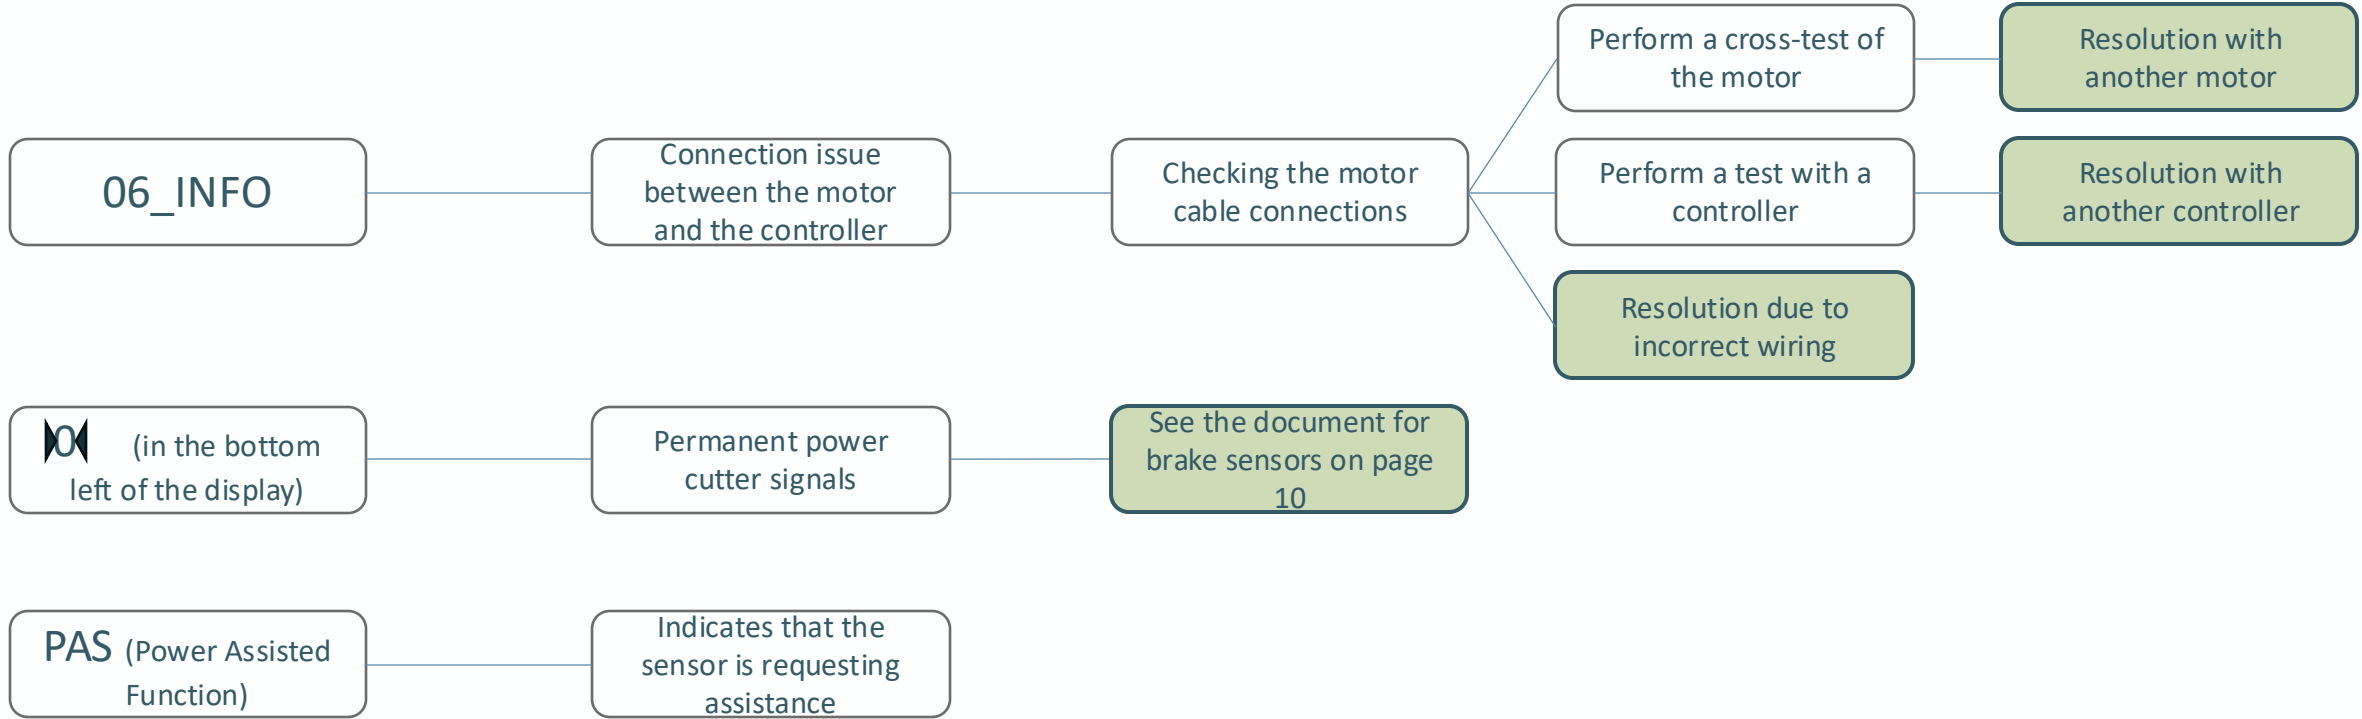 Perform a cross-test of
the motor
Resolution with
another motor
06_INFO
Connection issue
between the motor
and the controller
Checking the motor
cable connections
Perform a test with a
controller
Resolution with
another controller
Resolution due to
incorrect wiring
0 (in the bottom
left of the display)
Permanent power
cutter signals
See the document for
brake sensors on page
10
PAS (Power Assisted
Function)
Indicates that the
sensor is requesting
assistance